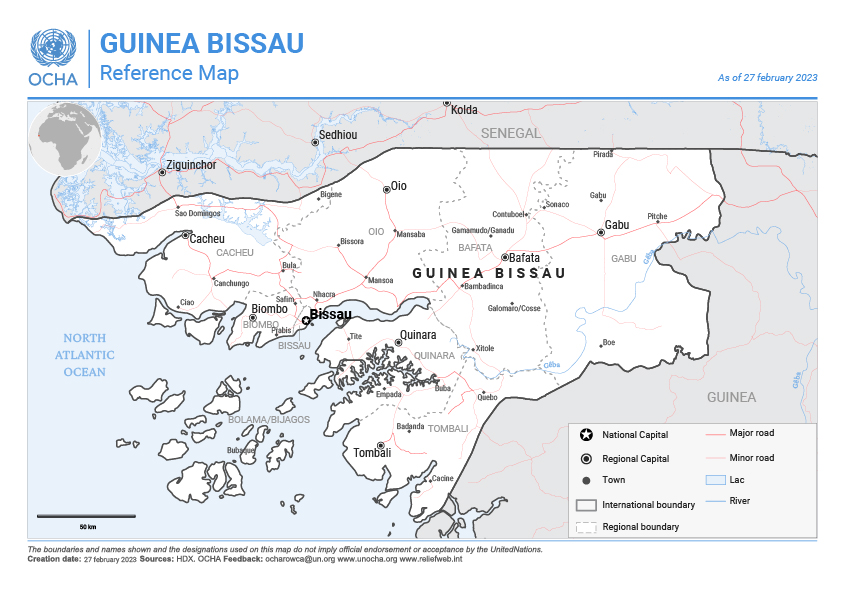 OCHA
GUINEA BISSAU
Reference Map
As of 27 february 2023
Kolda
SENEGAL
Sedhiou
Ziguinchor
Pirada
Oio
Bigene
Gabu
Sonaco
Sao Domingos
Contuboel
Pitche
Gabu
OIO
Mansaba
Gamamudo/Ganadu
Cacheu
Bissora
BAFATA
CACHEU
Bafata
GABU
Gêba
Bula
GUINEA BISSAU
Canchungo
Mansoa
Bambadinca
Nhacra
Safim
Ciao
Biombo
Galomaro/Cosse
Bissau
BIOMBO
Prabis
Tite
Quinara
NORTH
ATLANTIC
OCEAN
BISSAU
Xitole
Boe
QUINARA
Gêba
Gêba
Buba
Empada
Quebo
GUINEA
BOLAMA/BIJAGOS
Badanda
TOMBALI
Bubaque
Tombali
Cacine
National Capital
Regional Capital
Town
International boundary
Regional boundary
Major road
Minor road
Lac
River
50 km
The boundaries and names shown and the designations used on this map do not imply official endorsement or acceptance by the UnitedNations.
Creation date: 27 february 2023 Sources: HDX, OCHA Feedback: ocharowca@un.org www.unocha.org www.reliefweb.int